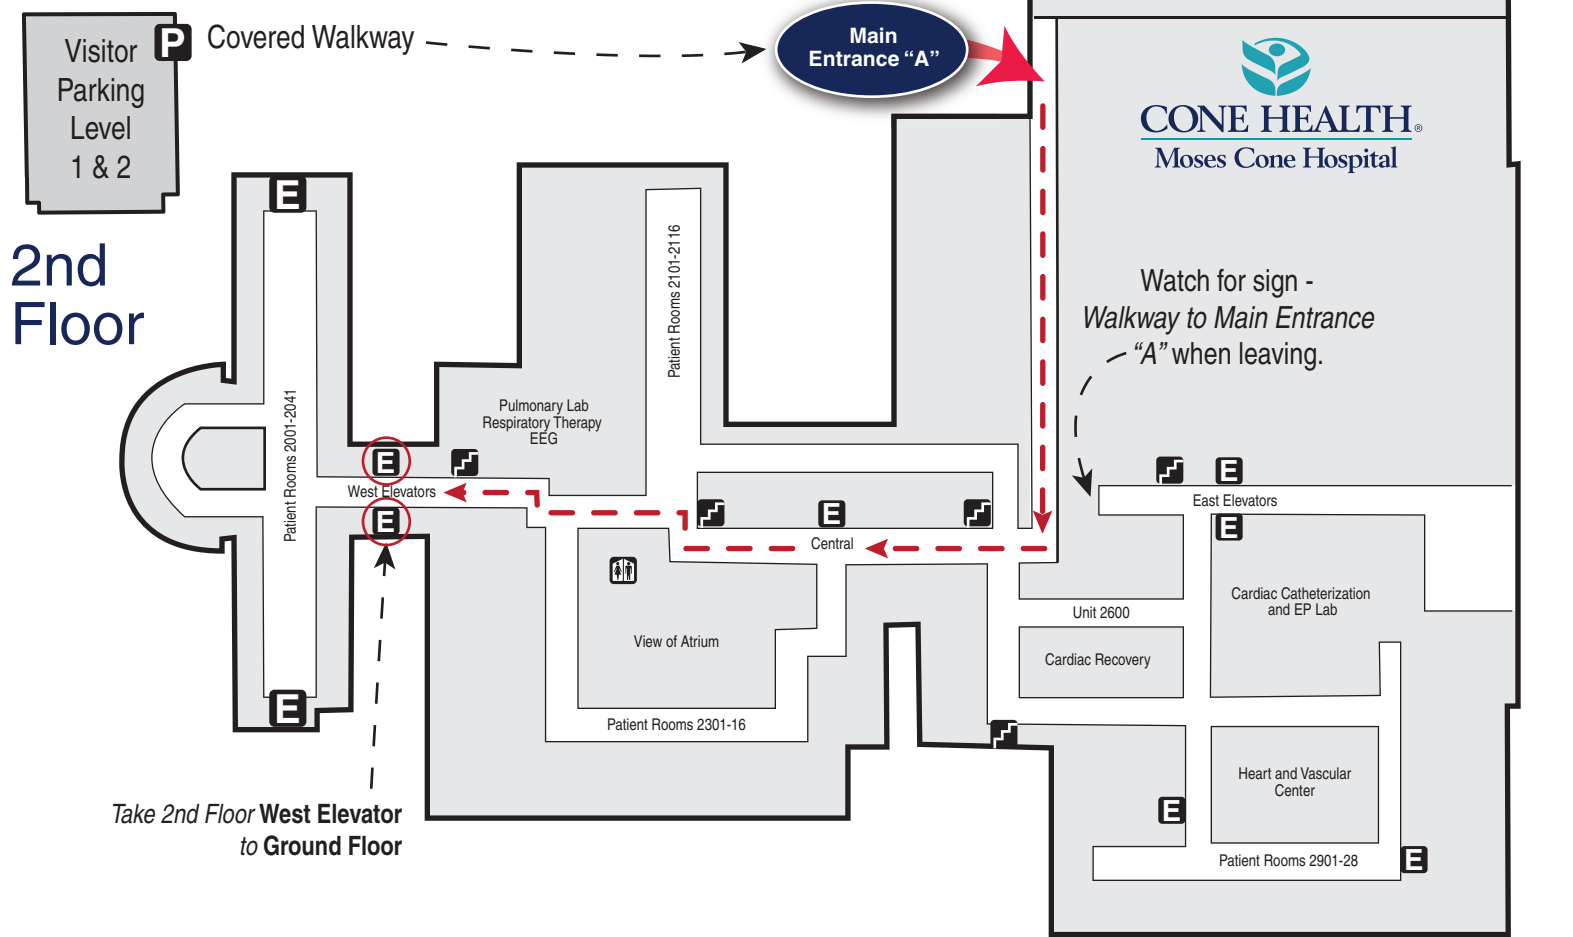 Visitor
Parking
Level
1 & 2
P
Covered Walkway
Main
Entrance “A”
CONE HEALTH®
Moses Cone Hospital
2nd
Floor
Watch for sign -
Walkway to Main Entrance
“A” when leaving.
E
Patient Rooms 2001-2041
Patient Rooms 2101-2116
Pulmonary Lab
Respiratory Therapy
EEG
E
West Elevators
E
E
Central
E
East Elevators
E
Cardiac Catheterization
and EP Lab
Unit 2600
Cardiac Recovery
View of Atrium
Patient Rooms 2301-16
E
Heart and Vascular
Center
E
Patient Rooms 2901-28
E
Take 2nd Floor West Elevator
to Ground Floor